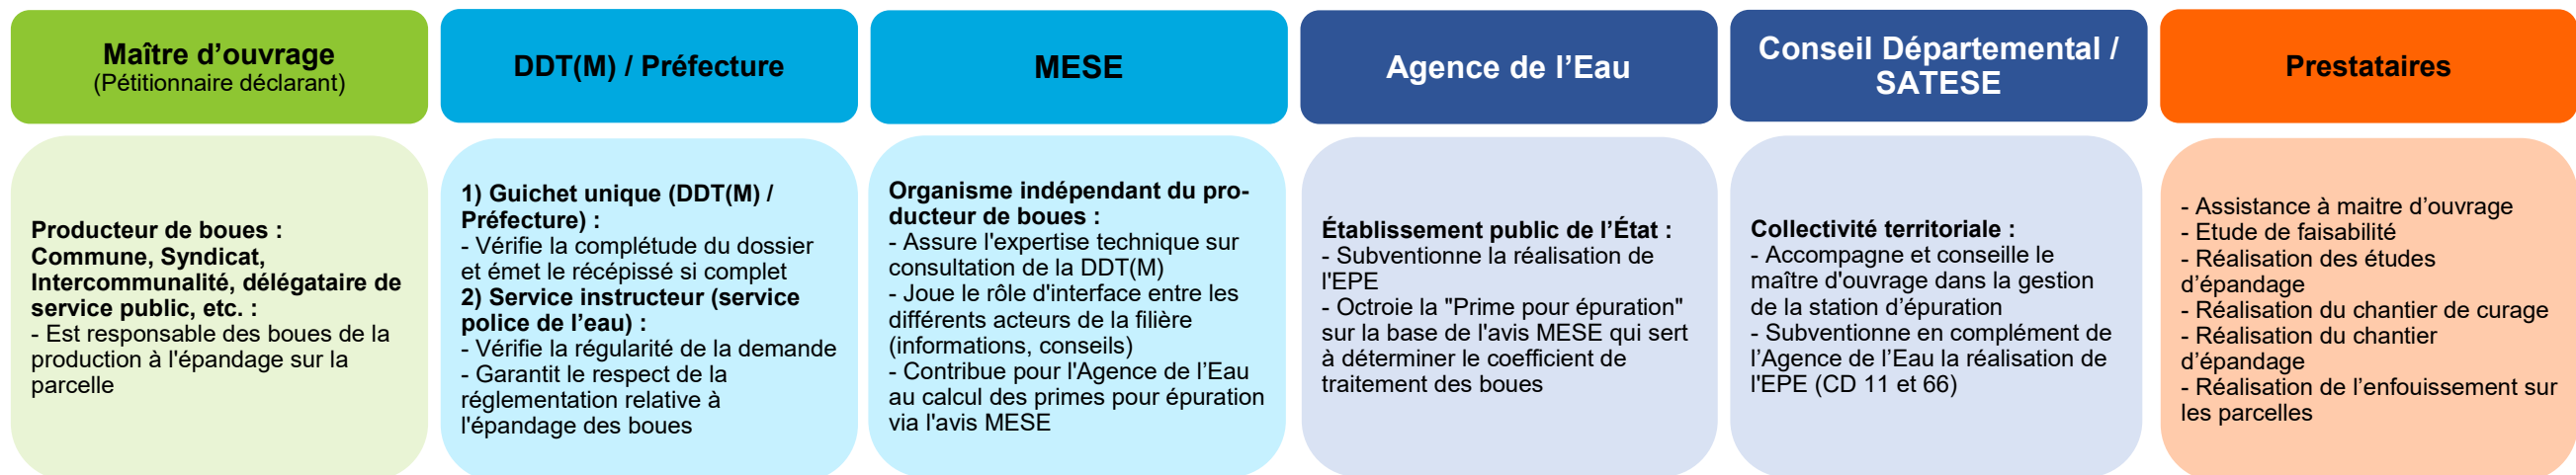 Maître d’ouvrage
(Pétitionnaire déclarant)
DDT(M) / Préfecture
MESE
Agence de l’Eau
Conseil Départemental /
SATESE
Prestataires
Producteur de boues :
Commune, Syndicat,
Intercommunalité, délégataire de
service public, etc. :
- Est responsable des boues de la
production à l'épandage sur la
parcelle
1) Guichet unique (DDT(M) /
Préfecture) :
- Vérifie la complétude du dossier
et émet le récépissé si complet
2) Service instructeur (service
police de l’eau) :
- Vérifie la régularité de la demande
- Garantit le respect de la
réglementation relative à
l'épandage des boues
Organisme indépendant du pro-
ducteur de boues :
- Assure l'expertise technique sur
consultation de la DDT(M)
- Joue le rôle d'interface entre les
différents acteurs de la filière
(informations, conseils)
- Contribue pour l'Agence de l’Eau
au calcul des primes pour épuration
via l'avis MESE
Établissement public de l’État :
- Subventionne la réalisation de
l'EPE
- Octroie la "Prime pour épuration"
sur la base de l'avis MESE qui sert
à déterminer le coefficient de
traitement des boues
Collectivité territoriale :
- Accompagne et conseille le
maître d'ouvrage dans la gestion
de la station d’épuration
- Subventionne en complément de
l’Agence de l’Eau la réalisation de
l'EPE (CD 11 et 66)
- Assistance à maitre d’ouvrage
- Etude de faisabilité
- Réalisation des études
d’épandage
- Réalisation du chantier de curage
- Réalisation du chantier
d’épandage
- Réalisation de l’enfouissement sur
les parcelles